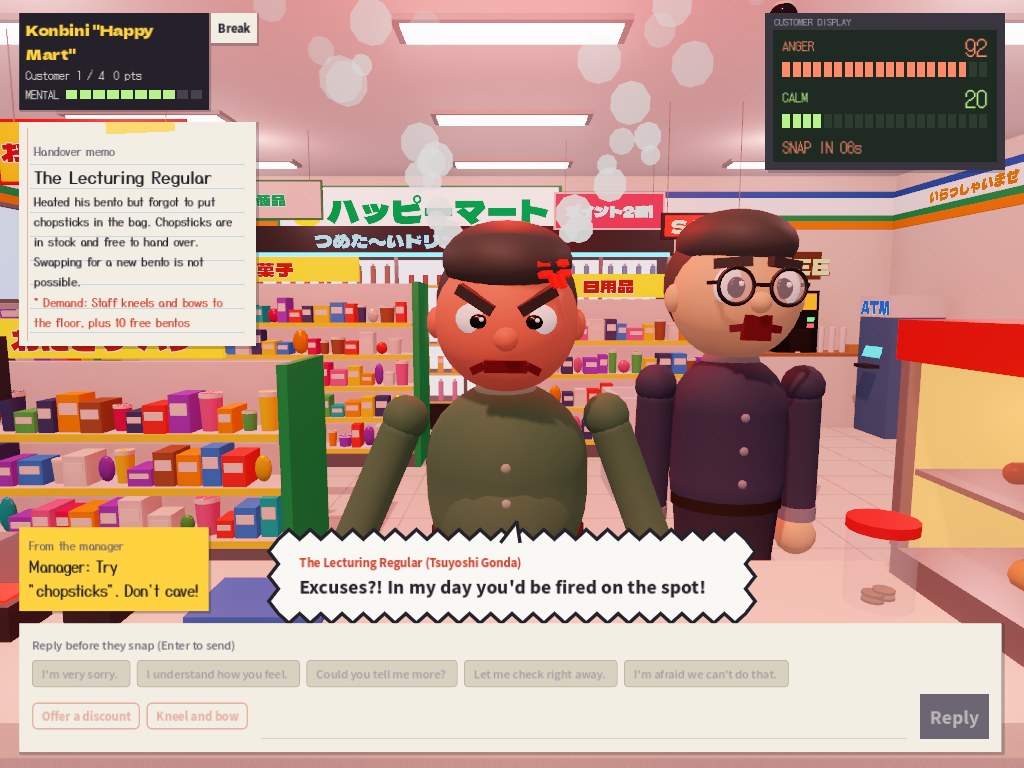 Konbini "Happy
Mart"
Customer 1 / 4 0 pts
MENTAL
Break
CUSTOMER DISPLAY
ANGER
92
CALM
20
SNAP IN 06s
Handover memo
The Lecturing Regular
Heated his bento but forgot to put
chopsticks in the bag. Chopsticks are
in stock and free to hand over.
Swapping for a new bento is not
possible.
* Demand: Staff kneels and bows to
the floor, plus 10 free bentos
ハッピーマート
つめた〜いドリ
菓子
日用品
いらっしゃいませ
ATM
From the manager
Manager: Try
"chopsticks". Don't cave!
The Lecturing Regular (Tsuyoshi Gonda)
Excuses?! In my day you'd be fired on the spot!
Reply before they snap (Enter to send)
I'm very sorry.
I understand how you feel.
Could you tell me more?
Let me check right away.
I'm afraid we can't do that.
Offer a discount
Kneel and bow
Reply